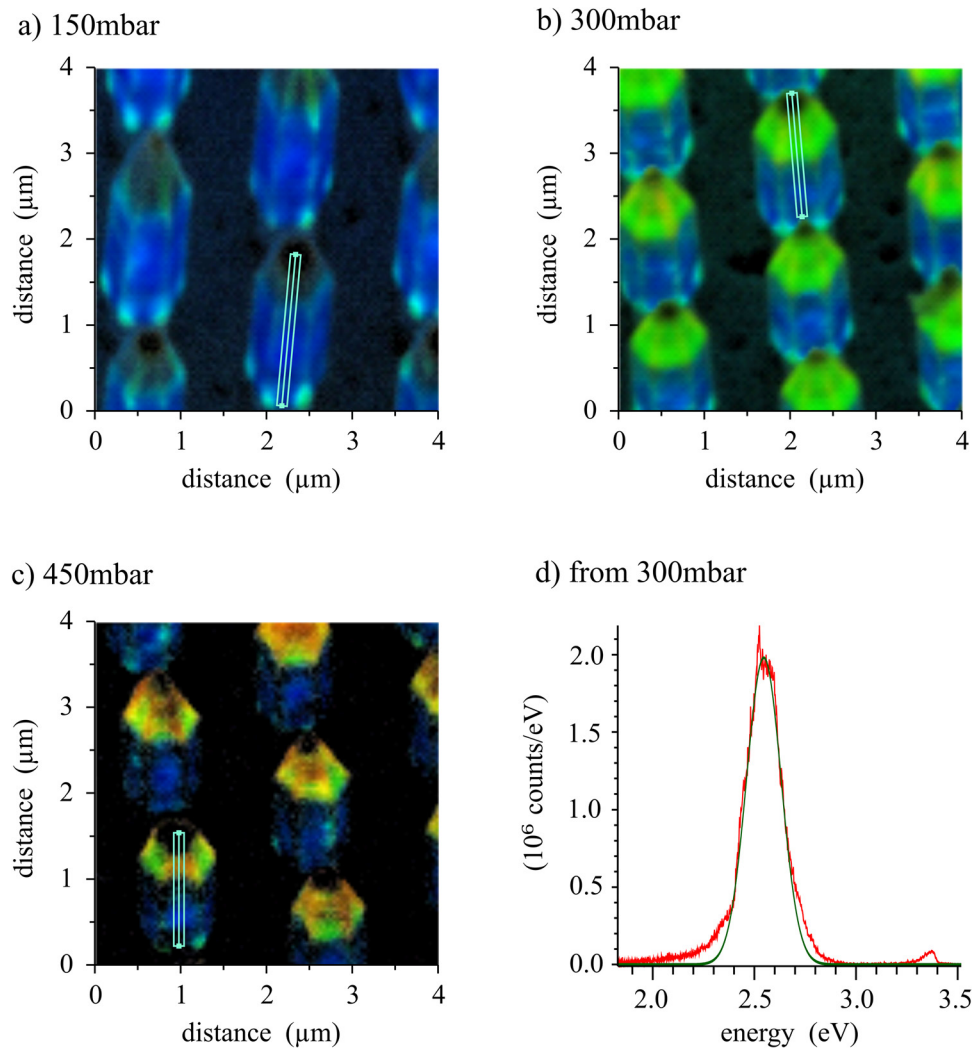 a) 150mbar
b) 300mbar
4
3
2
1
0
distance (µm)
0 1 2 3 4
distance (µm)
4
3
2
1
0
distance (µm)
0 1 2 3 4
distance (µm)
c) 450mbar
d) from 300mbar
4
3
2
1
0
distance (µm)
0 1 2 3 4
distance (µm)
2.0
1.5
1.0
0.5
0.0
(10⁶ counts/eV)
2.0 2.5 3.0 3.5
energy (eV)